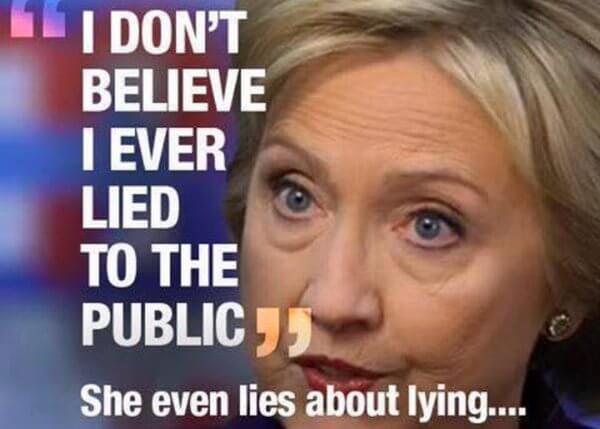 “ I DON’T
BELIEVE
I EVER
LIED
TO THE
PUBLIC ”
She even lies about lying....